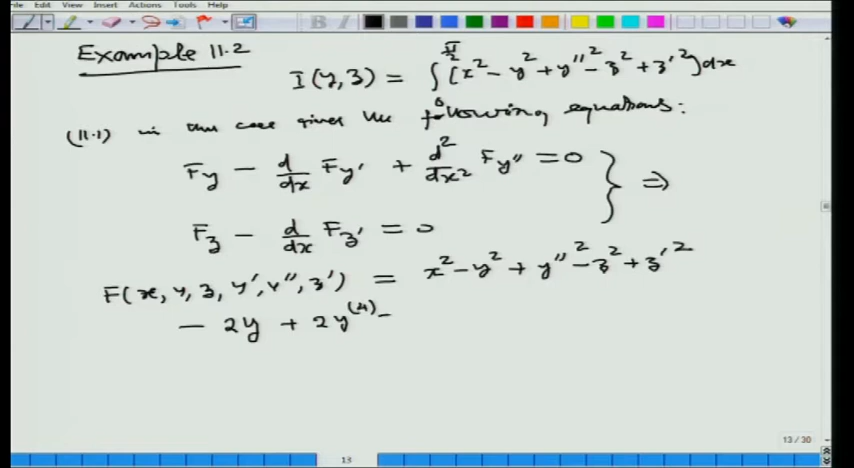 File Edit View Insert Actions Tools Help
Example 11.2
I(y,z) = ∫₀^{π/2} [x² - y² + y''² - z² + z'²] dx
(11.1) in this case gives the following equations:
F_y - d/dx F_y' + d²/dx² F_y'' = 0 } ⇒
F_z - d/dx F_z' = 0
F(x, y, z, y', y'', z') = x² - y² + y''² - z² + z'²
- 2y + 2y⁽⁴⁾ -
13 / 30
13